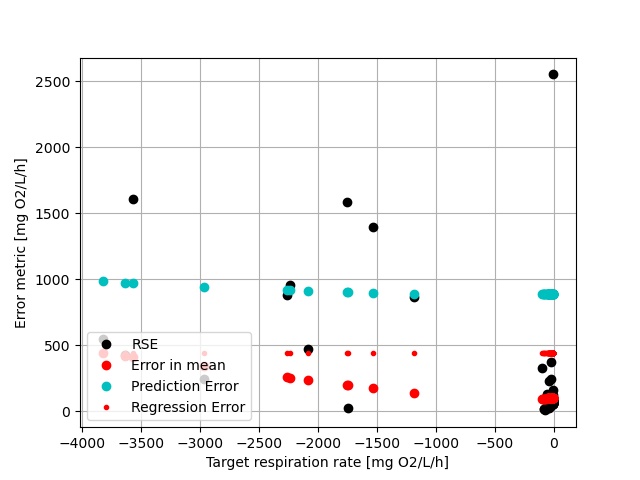 2500
2000
1500
1000
500
0
Error metric [mg O2/L/h]
RSE
Error in mean
Prediction Error
Regression Error
−4000 −3500 −3000 −2500 −2000 −1500 −1000 −500 0
Target respiration rate [mg O2/L/h]